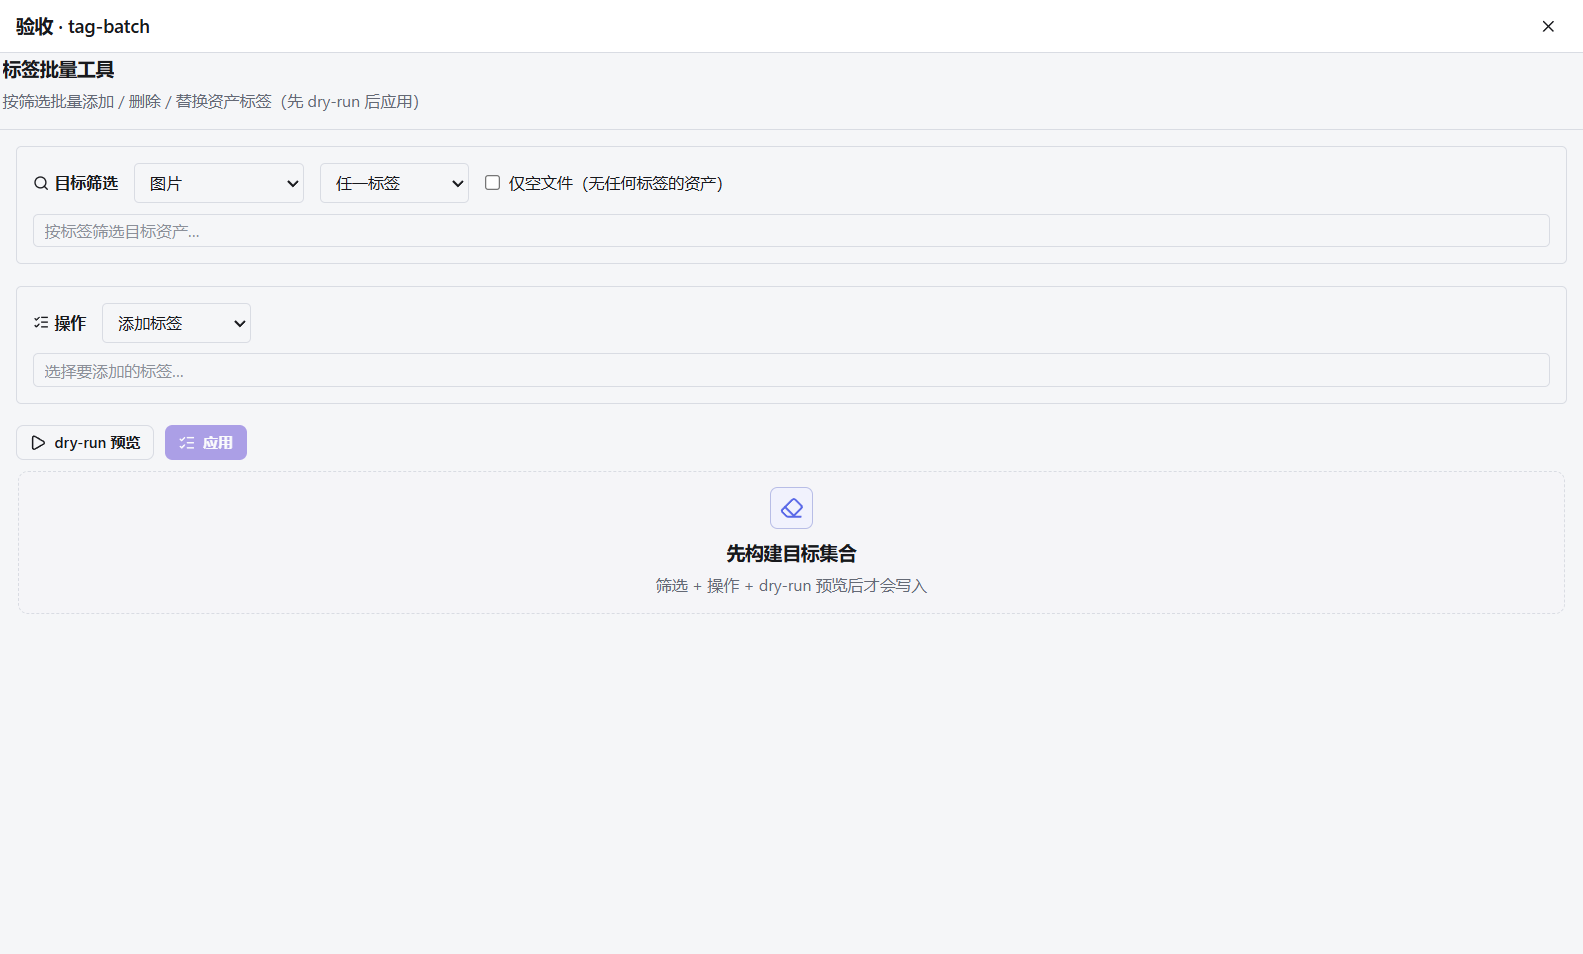 验收 · tag-batch
标签批量工具
按筛选批量添加 / 删除 / 替换资产标签（先 dry-run 后应用）
目标筛选 图片 任一标签 仅空文件（无任何标签的资产）
按标签筛选目标资产...
操作 添加标签
选择要添加的标签...
dry-run 预览 应用
先构建目标集合
筛选 + 操作 + dry-run 预览后才会写入